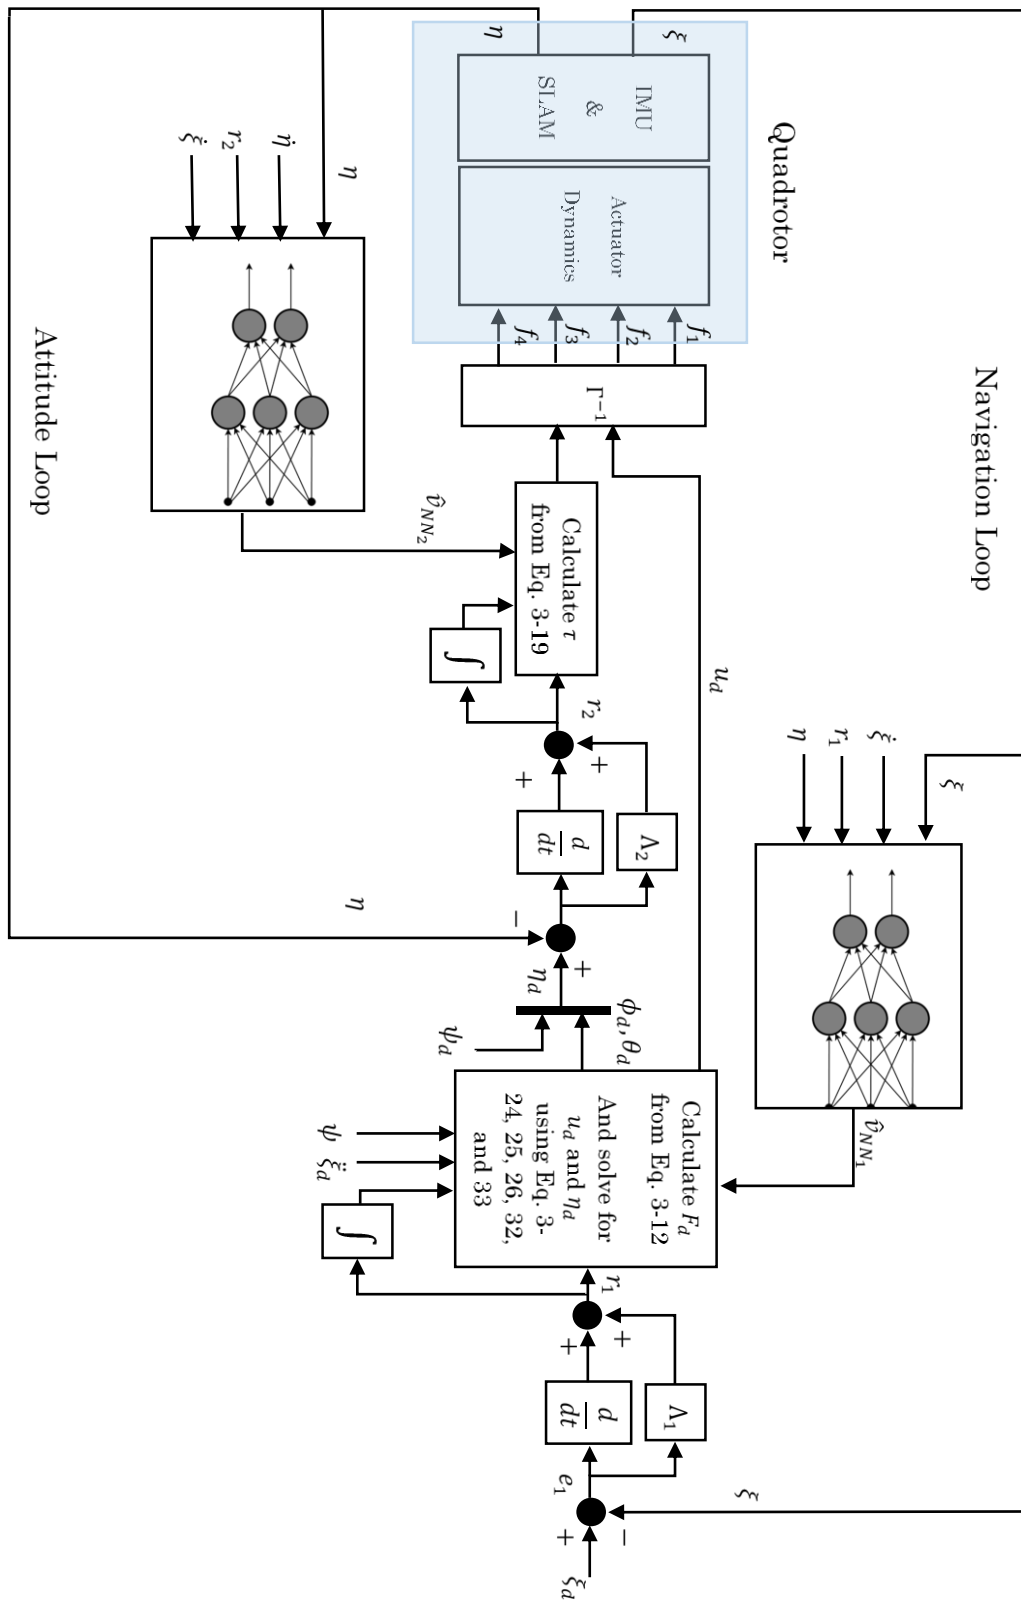 Navigation Loop
ξ
ξ̇
r₁
η
v̂_NN₁
ξ
Λ₁
d
dt
e₁
+
−
ξ_d
+
+
r₁
∫
Calculate F_d
from Eq. 3-12
And solve for
u_d and η_d
using Eq. 3-
24, 25, 26, 32,
and 33
ψ
ξ̈_d
ϕ_d, θ_d
ψ_d
η_d
+
−
η
u_d
Λ₂
d
dt
+
+
r₂
∫
Calculate τ
from Eq. 3-19
v̂_NN₂
Γ⁻¹
f₁
f₂
f₃
f₄
Quadrotor
Actuator
Dynamics
IMU
&
SLAM
ξ
η
η
η̇
r₂
ξ̇
Attitude Loop